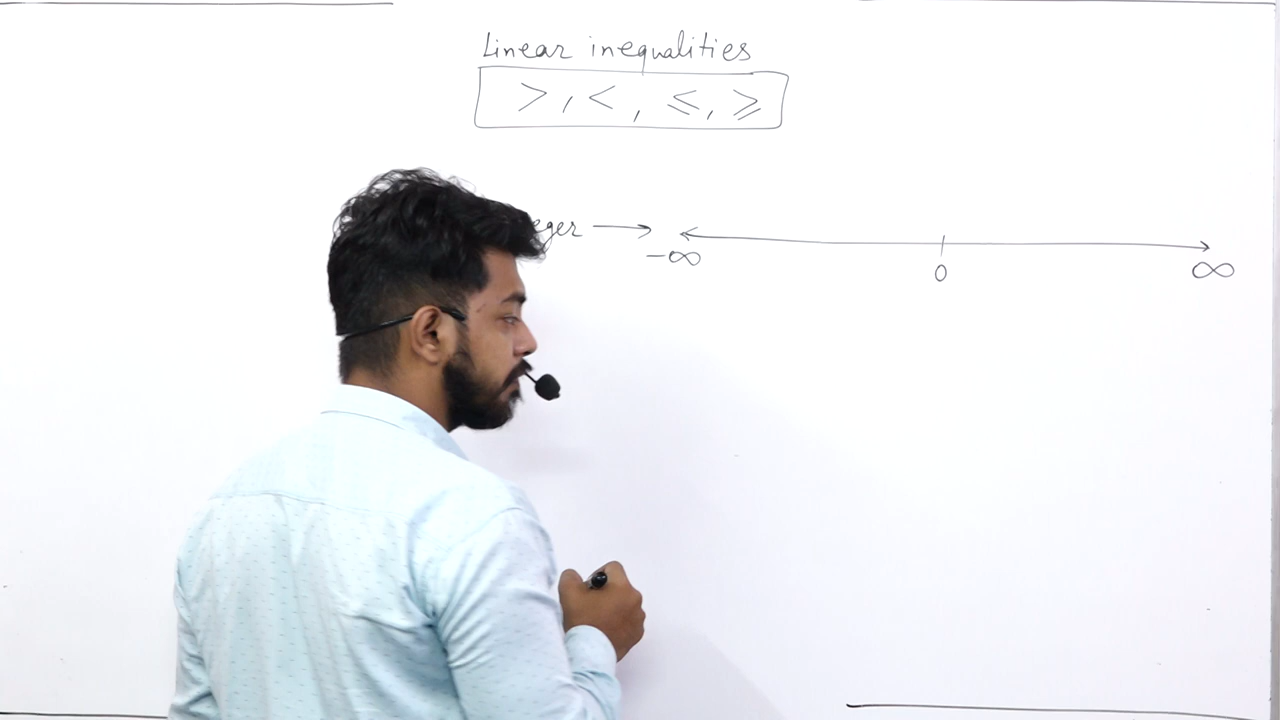 Linear inequalities
>, <, ≤, ≥
eger → 
-∞ 0 ∞